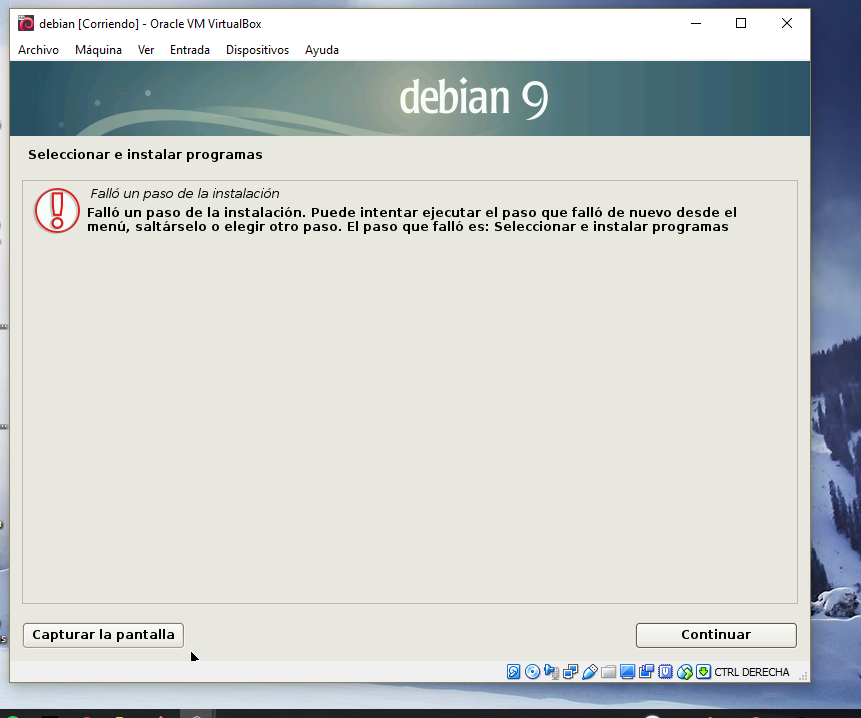 debian [Corriendo] - Oracle VM VirtualBox
Archivo Máquina Ver Entrada Dispositivos Ayuda
debian 9
Seleccionar e instalar programas
Falló un paso de la instalación
Falló un paso de la instalación. Puede intentar ejecutar el paso que falló de nuevo desde el
menú, saltárselo o elegir otro paso. El paso que falló es: Seleccionar e instalar programas
Capturar la pantalla
Continuar
CTRL DERECHA